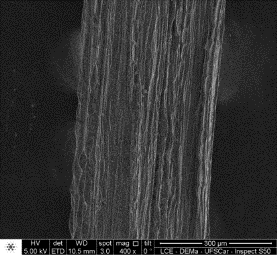 HV det WD spot mag □ tilt 300 µm
5.00 kV ETD 10.5 mm 3.0 400 x 0° LCE - DEMa - UFSCar - Inspect S50